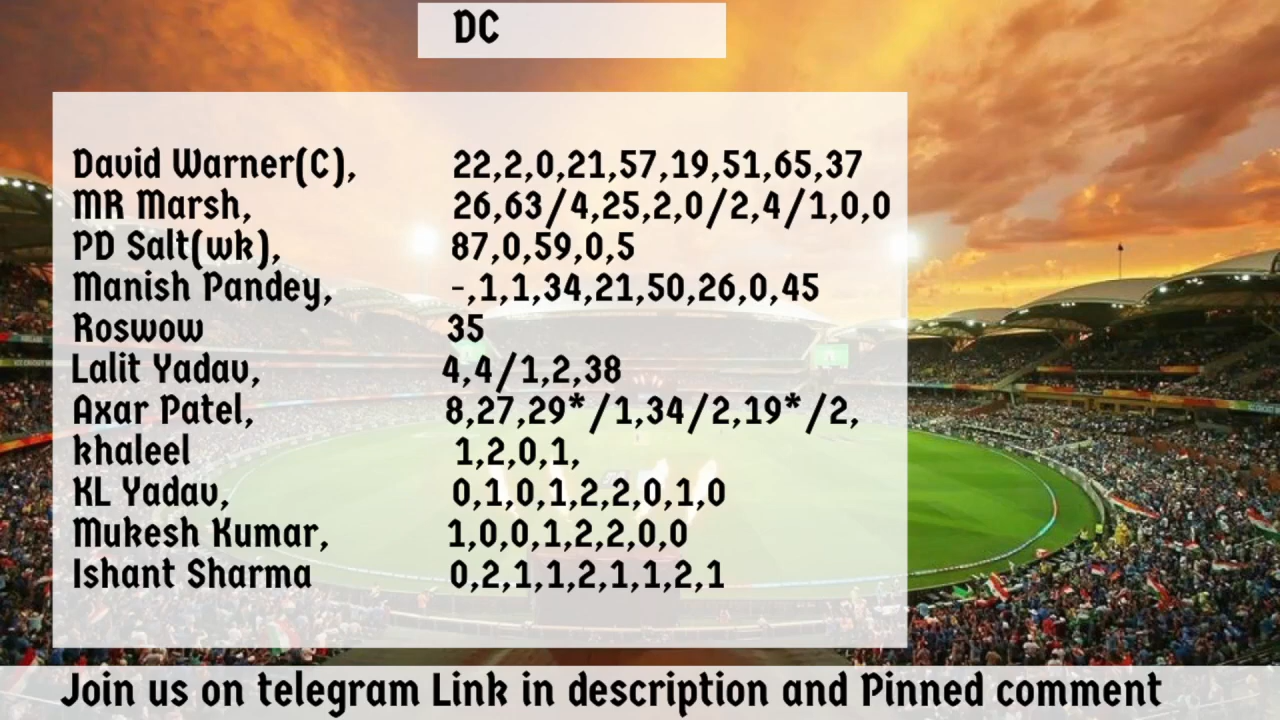 DC
David Warner(C), 22,2,0,21,57,19,51,65,37
MR Marsh, 26,63/4,25,2,0/2,4/1,0,0
PD Salt(wk), 87,0,59,0,5
Manish Pandey, -,1,1,34,21,50,26,0,45
Roswow 35
Lalit Yadav, 4,4/1,2,38
Axar Patel, 8,27,29*/1,34/2,19*/2,
khaleel 1,2,0,1,
KL Yadav, 0,1,0,1,2,2,0,1,0
Mukesh Kumar, 1,0,0,1,2,2,0,0
Ishant Sharma 0,2,1,1,2,1,1,2,1
Join us on telegram Link in description and Pinned comment